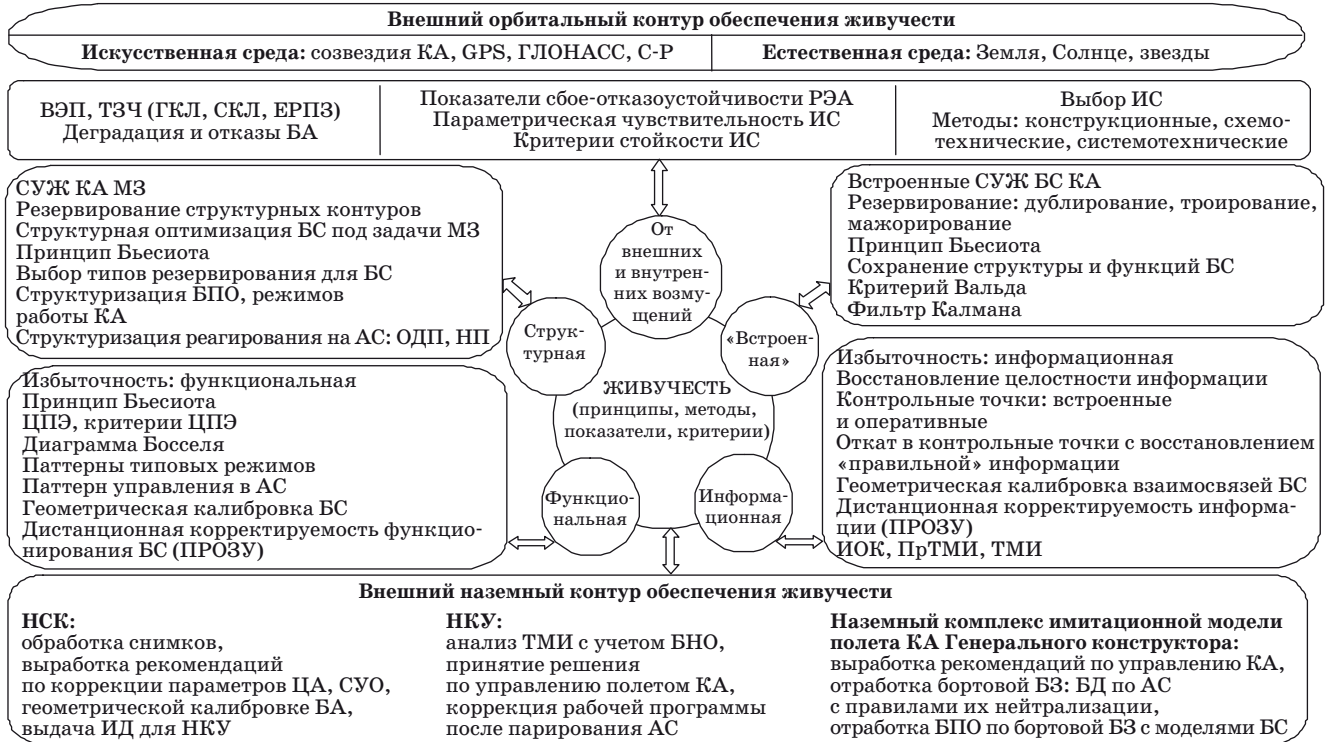 Внешний орбитальный контур обеспечения живучести
Искусственная среда: созвездия КА, GPS, ГЛОНАСС, С-Р
Естественная среда: Земля, Солнце, звезды
ВЭП, ТЗЧ (ГКЛ, СКЛ, ЕРПЗ)
Деградация и отказы БА
Показатели сбое-отказоустойчивости РЭА
Параметрическая чувствительность ИС
Критерии стойкости ИС
Выбор ИС
Методы: конструкционные, схемо-
технические, системотехнические
СУЖ КА МЗ
Резервирование структурных контуров
Структурная оптимизация БС под задачи МЗ
Принцип Бьесиота
Выбор типов резервирования для БС
Структуризация БПО, режимов
работы КА
Структуризация реагирования на АС: ОДП, НП
От
внешних
и внутрен-
них возму-
щений
Встроенные СУЖ БС КА
Резервирование: дублирование, троирование,
мажорирование
Принцип Бьесиота
Сохранение структуры и функций БС
Критерий Вальда
Фильтр Калмана
Струк-
турная
«Встроен-
ная»
Избыточность: функциональная
Принцип Бьесиота
ЦПЭ, критерии ЦПЭ
Диаграмма Босселя
Паттерны типовых режимов
Паттерн управления в АС
Геометрическая калибровка БС
Дистанционная корректируемость функцио-
нирования БС (ПРОЗУ)
ЖИВУЧЕСТЬ
(принципы, методы,
показатели, критерии)
Избыточность: информационная
Восстановление целостности информации
Контрольные точки: встроенные
и оперативные
Откат в контрольные точки с восстановлением
«правильной» информации
Геометрическая калибровка взаимосвязей БС
Дистанционная корректируемость информа-
ции (ПРОЗУ)
ИОК, ПрТМИ, ТМИ
Функцио-
нальная
Информа-
ционная
Внешний наземный контур обеспечения живучести
НСК:
обработка снимков,
выработка рекомендаций
по коррекции параметров ЦА, СУО,
геометрической калибровке БА,
выдача ИД для НКУ
НКУ:
анализ ТМИ с учетом БНО,
принятие решения
по управлению полетом КА,
коррекция рабочей программы
после парирования АС
Наземный комплекс имитационной модели
полета КА Генерального конструктора:
выработка рекомендаций по управлению КА,
отработка бортовой БЗ: БД по АС
с правилами их нейтрализации,
отработка БПО по бортовой БЗ с моделями БС